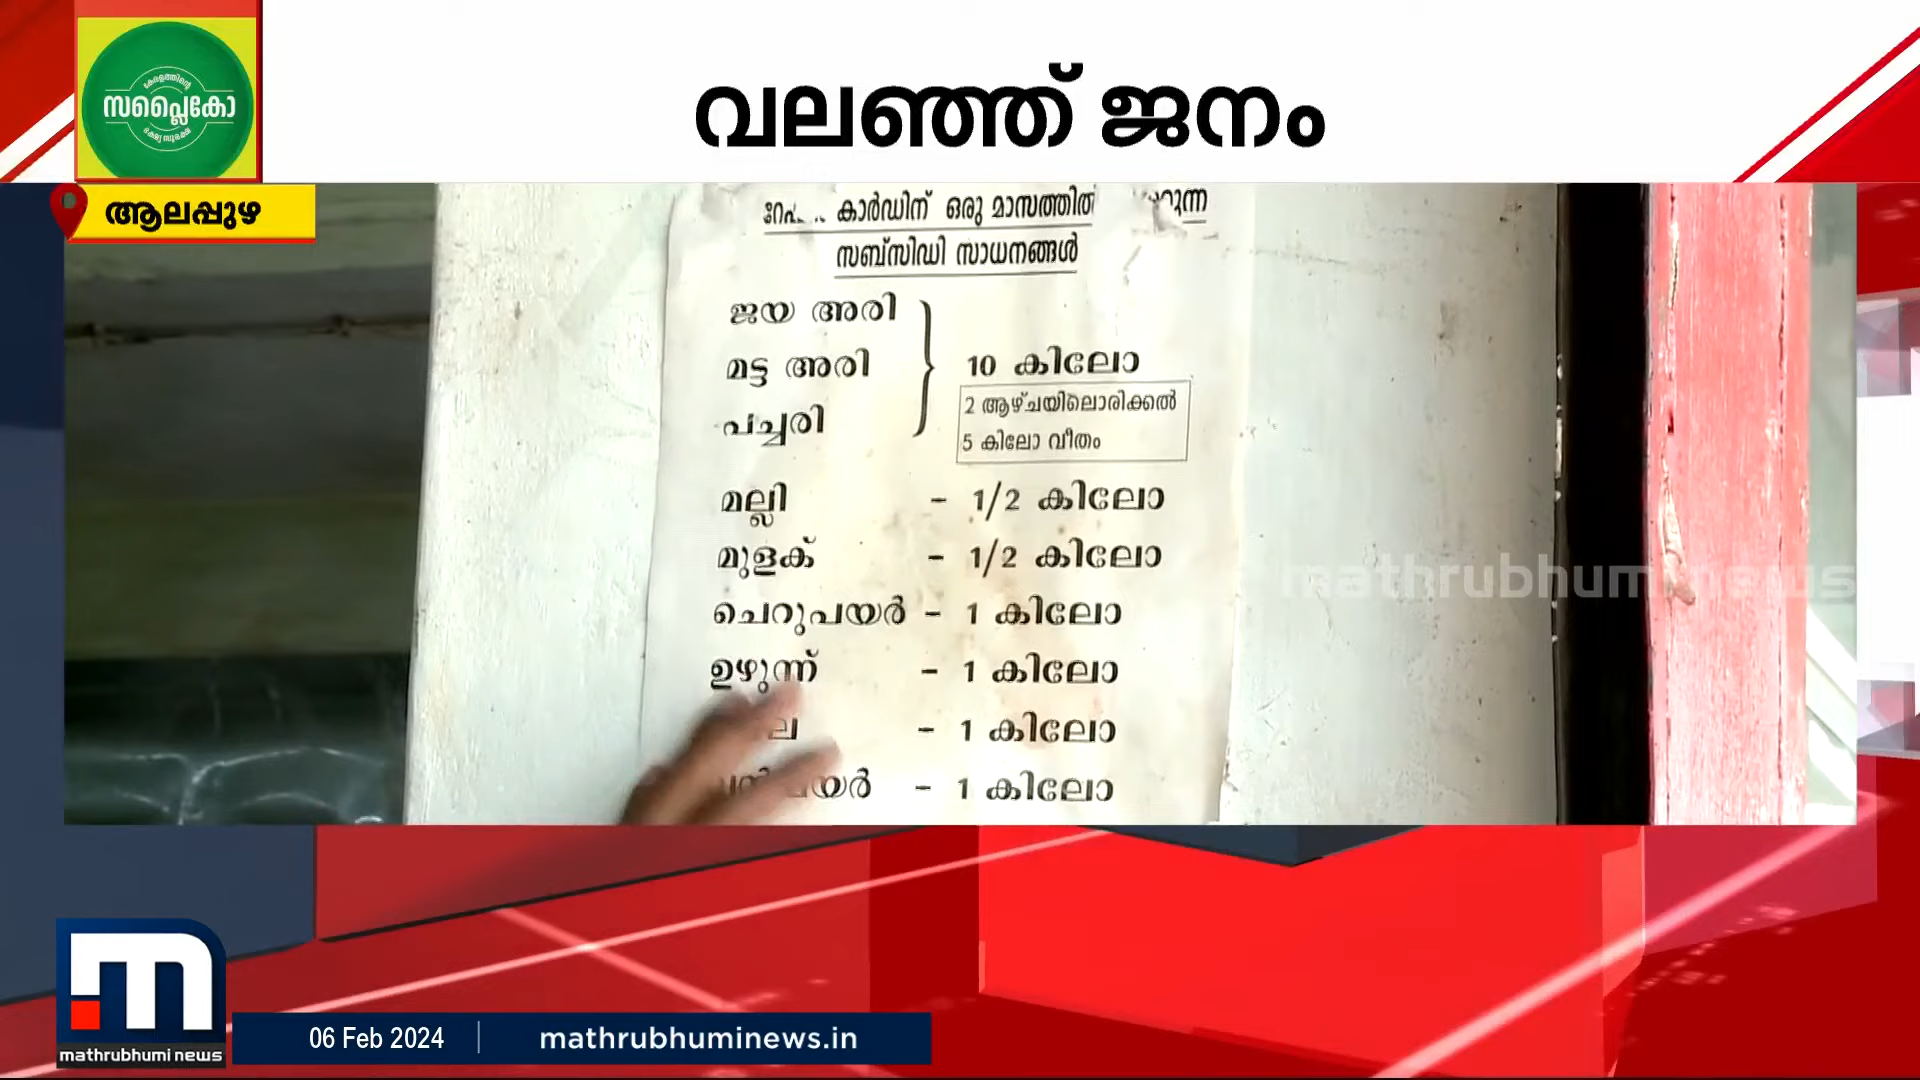 സപ്ലൈകോ
വലഞ്ഞ് ജനം
ആലപ്പുഴ
കാർഡിന് ഒരു മാസത്തിൽ
സബ്സിഡി സാധനങ്ങൾ
ജയ അരി
മട്ട അരി 10 കിലോ
പച്ചരി
2 ആഴ്ചയിലൊരിക്കൽ
5 കിലോ വീതം
മല്ലി - 1/2 കിലോ
മുളക് - 1/2 കിലോ
ചെറുപയർ - 1 കിലോ
ഉഴുന്ന് - 1 കിലോ
- 1 കിലോ
- 1 കിലോ
mathrubhuminews
mathrubhumi news
06 Feb 2024
mathrubhuminews.in